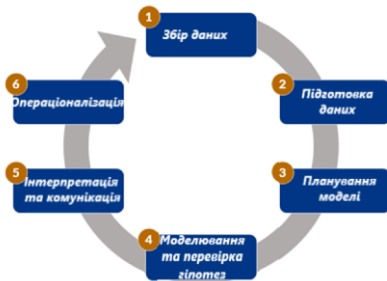 1
Збір даних
2
Підготовка
даних
3
Планування
моделі
4
Моделювання
та перевірка
гіпотез
5
Інтерпретація
та комунікація
6
Операціоналізація